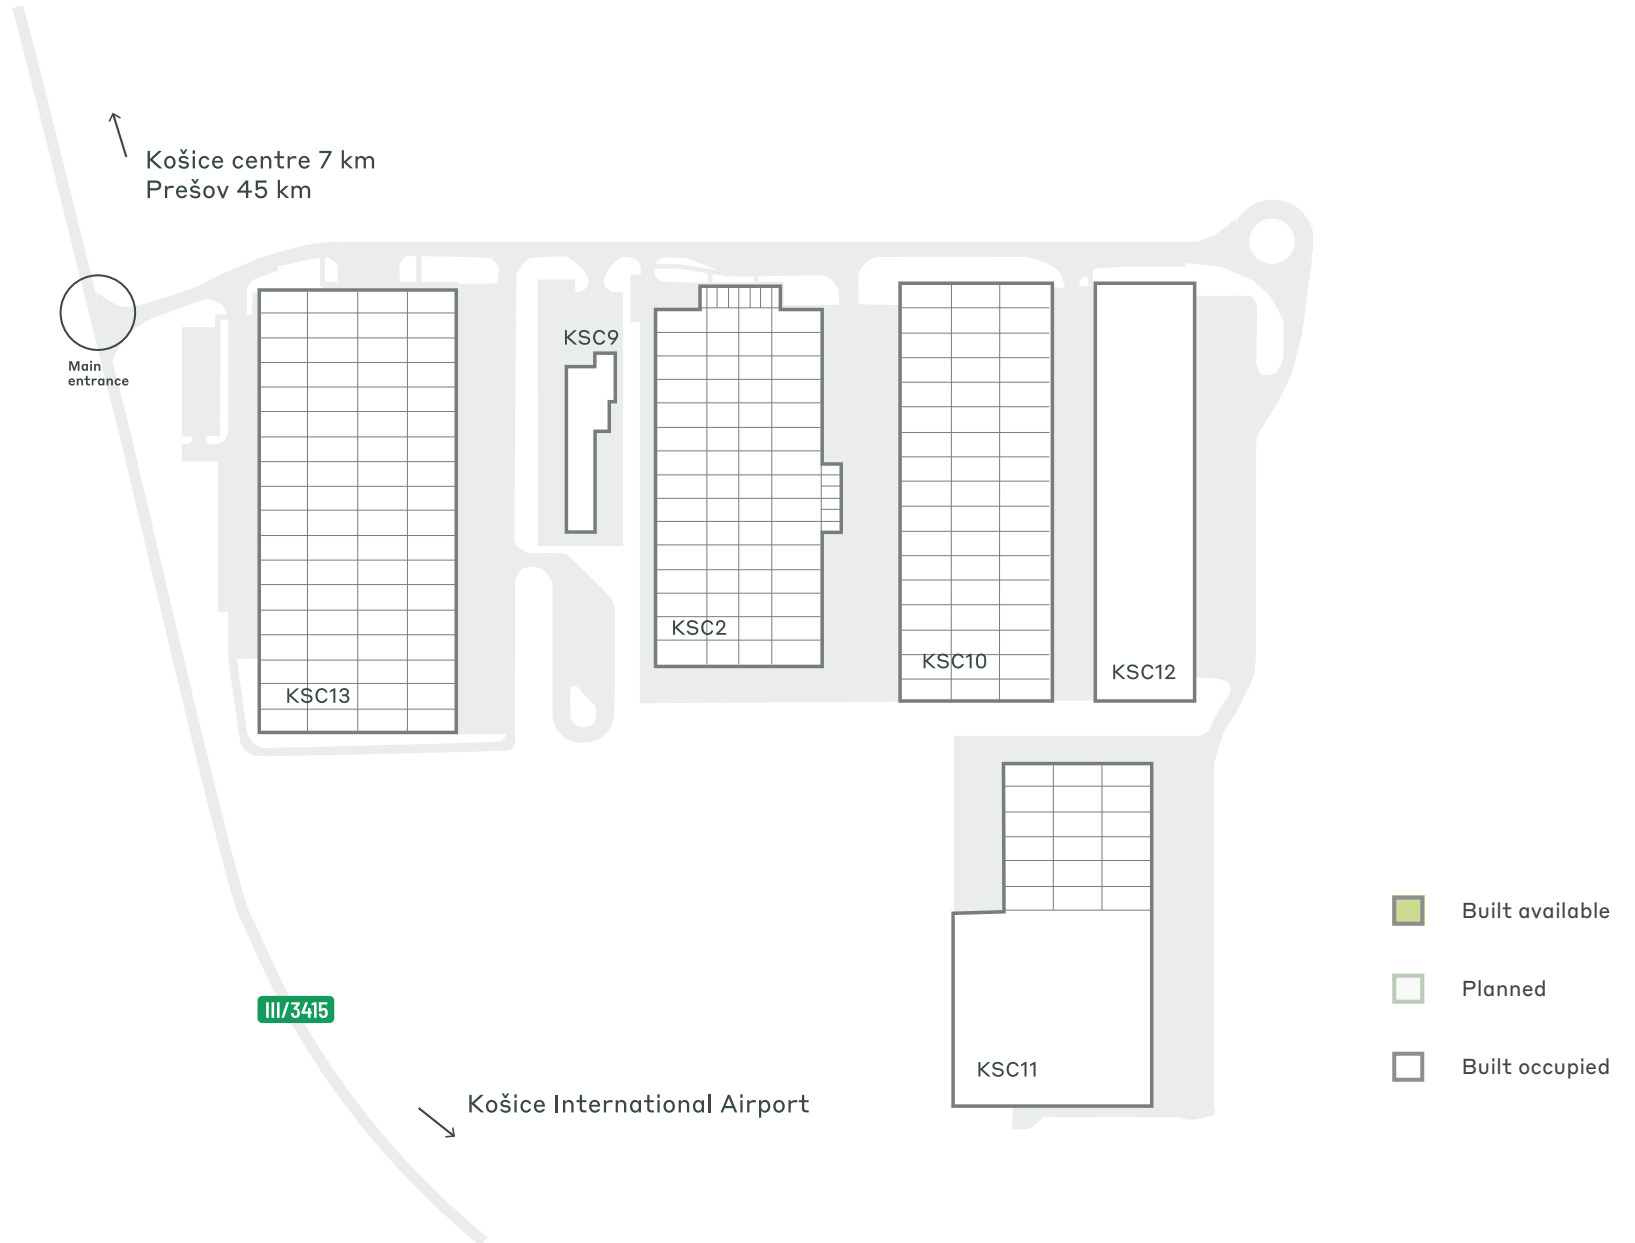 Košice centre 7 km
Prešov 45 km
Main
entrance
KSC9
KSC2
KSC10
KSC12
KSC13
KSC11
Built available
Planned
Built occupied
III/3415
Košice International Airport